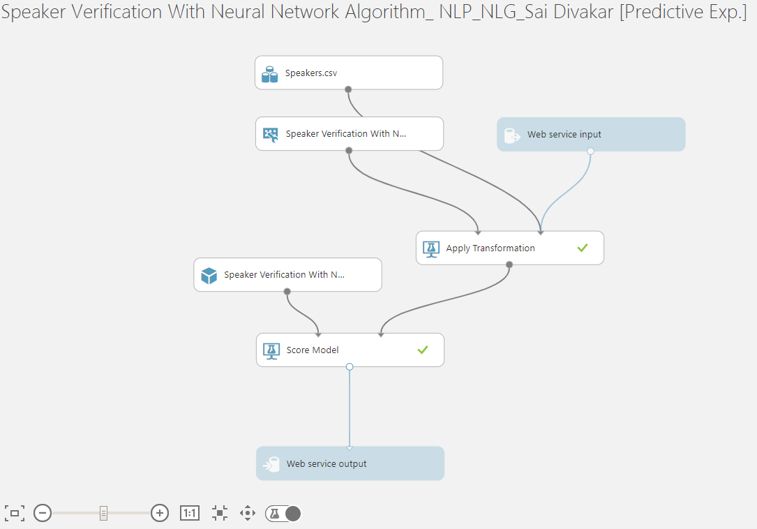 Speaker Verification With Neural Network Algorithm_ NLP_NLG_Sai Divakar [Predictive Exp.]
Speakers.csv
Speaker Verification With N...
Web service input
Apply Transformation
Speaker Verification With N...
Score Model
Web service output
1:1